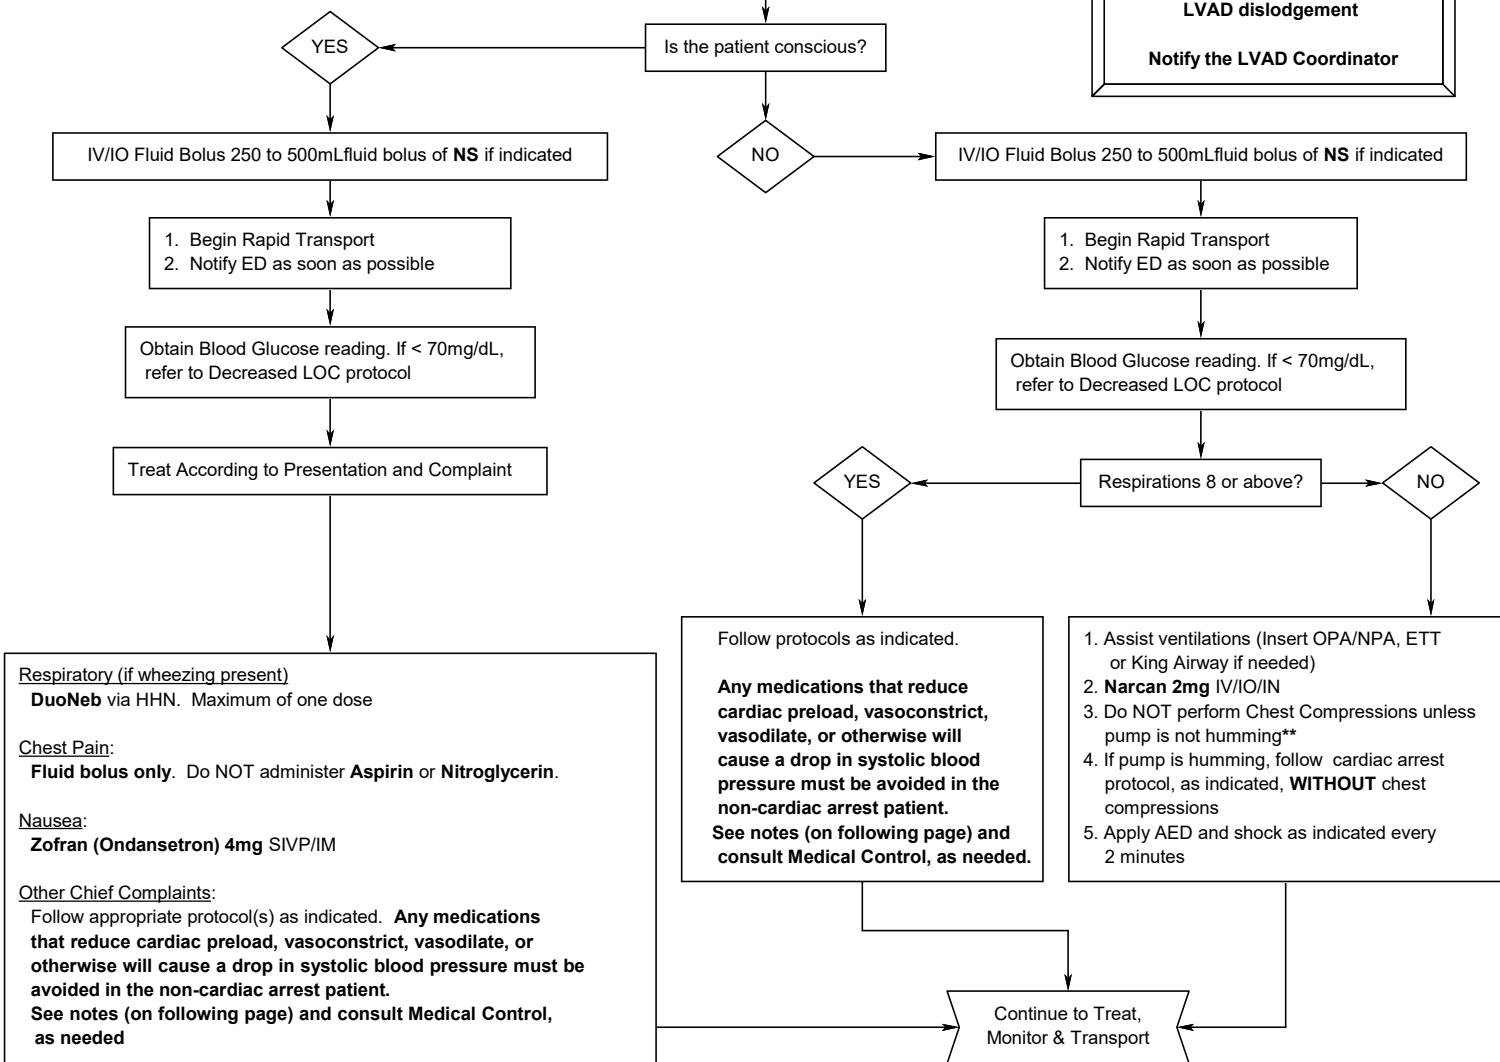 LVAD dislodgement
Notify the LVAD Coordinator
Is the patient conscious?
YES
NO
IV/IO Fluid Bolus 250 to 500mLfluid bolus of NS if indicated
1. Begin Rapid Transport
2. Notify ED as soon as possible
Obtain Blood Glucose reading. If < 70mg/dL,
refer to Decreased LOC protocol
Treat According to Presentation and Complaint
Respiratory (if wheezing present)
DuoNeb via HHN. Maximum of one dose
Chest Pain:
Fluid bolus only. Do NOT administer Aspirin or Nitroglycerin.
Nausea:
Zofran (Ondansetron) 4mg SIVP/IM
Other Chief Complaints:
Follow appropriate protocol(s) as indicated. Any medications
that reduce cardiac preload, vasoconstrict, vasodilate, or
otherwise will cause a drop in systolic blood pressure must be
avoided in the non-cardiac arrest patient.
See notes (on following page) and consult Medical Control,
as needed
IV/IO Fluid Bolus 250 to 500mLfluid bolus of NS if indicated
1. Begin Rapid Transport
2. Notify ED as soon as possible
Obtain Blood Glucose reading. If < 70mg/dL,
refer to Decreased LOC protocol
Respirations 8 or above?
YES
NO
Follow protocols as indicated.
Any medications that reduce
cardiac preload, vasoconstrict,
vasodilate, or otherwise will
cause a drop in systolic blood
pressure must be avoided in the
non-cardiac arrest patient.
See notes (on following page) and
consult Medical Control, as needed.
1. Assist ventilations (Insert OPA/NPA, ETT
or King Airway if needed)
2. Narcan 2mg IV/IO/IN
3. Do NOT perform Chest Compressions unless
pump is not humming**
4. If pump is humming, follow cardiac arrest
protocol, as indicated, WITHOUT chest
compressions
5. Apply AED and shock as indicated every
2 minutes
Continue to Treat,
Monitor & Transport